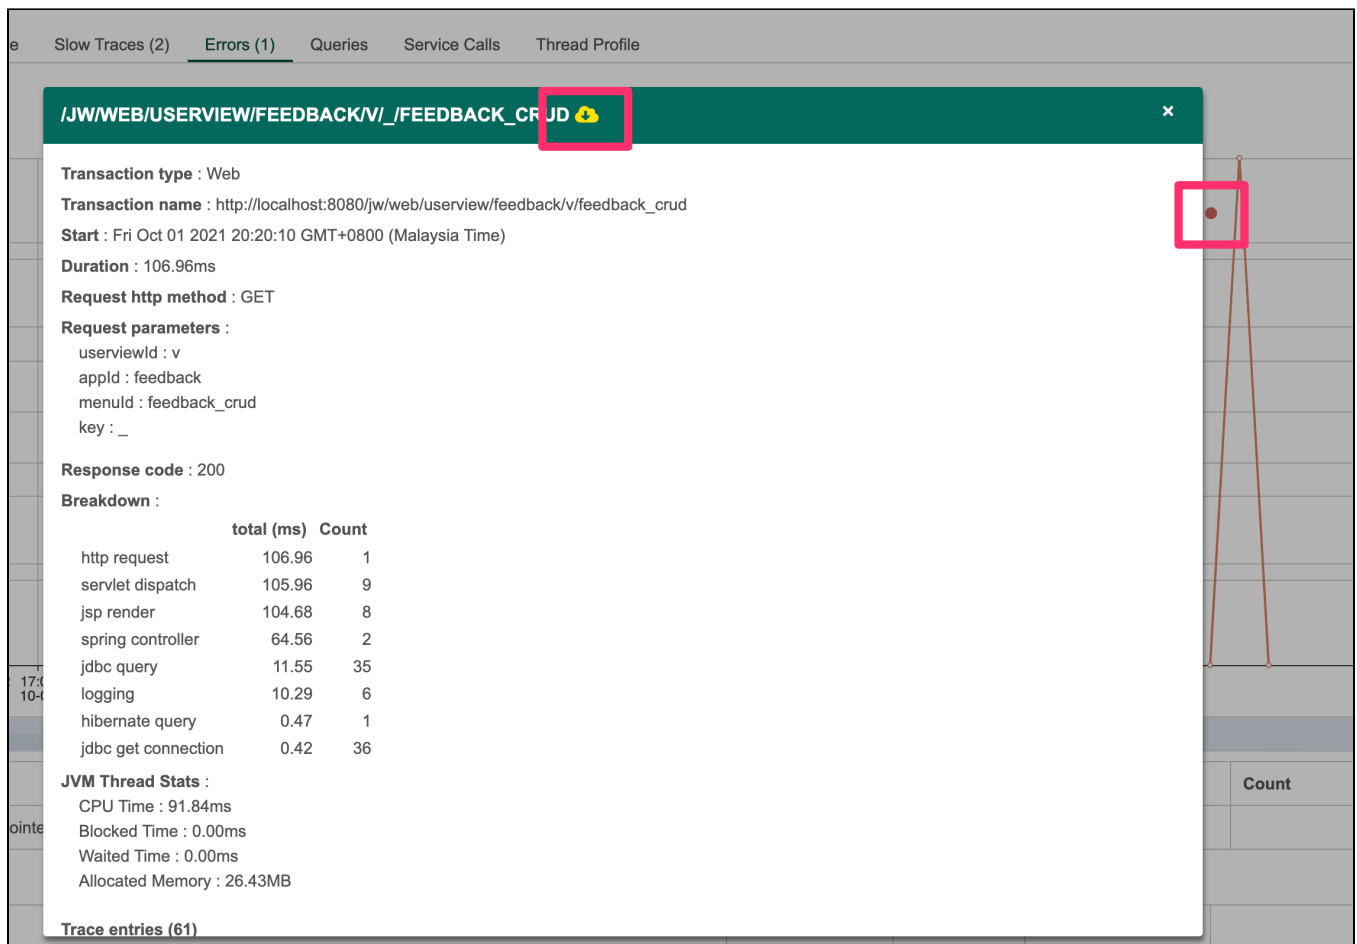 e Slow Traces (2) Errors (1) Queries Service Calls Thread Profile
/JW/WEB/USERVIEW/FEEDBACK/V/_/FEEDBACK_CRUD
Transaction type : Web
Transaction name : http://localhost:8080/jw/web/userview/feedback/v/feedback_crud
Start : Fri Oct 01 2021 20:20:10 GMT+0800 (Malaysia Time)
Duration : 106.96ms
Request http method : GET
Request parameters :
userviewId : v
appId : feedback
menuId : feedback_crud
key : _
Response code : 200
Breakdown :
total (ms) Count
http request 106.96 1
servlet dispatch 105.96 9
jsp render 104.68 8
spring controller 64.56 2
jdbc query 11.55 35
logging 10.29 6
hibernate query 0.47 1
jdbc get connection 0.42 36
JVM Thread Stats :
CPU Time : 91.84ms
Blocked Time : 0.00ms
Waited Time : 0.00ms
Allocated Memory : 26.43MB
Trace entries (61)
17:0
10-0
Count
ointe